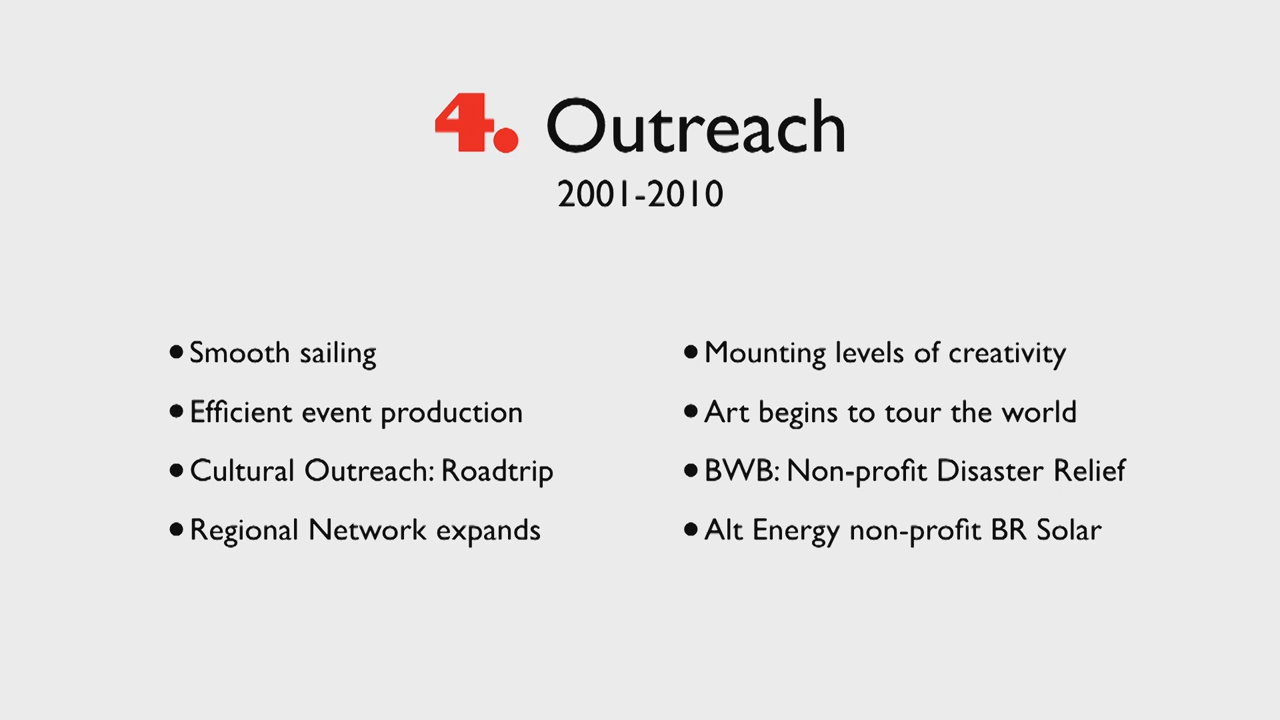 4. Outreach
2001-2010
•Smooth sailing
•Efficient event production
•Cultural Outreach: Roadtrip
•Regional Network expands
•Mounting levels of creativity
•Art begins to tour the world
•BWB: Non-profit Disaster Relief
•Alt Energy non-profit BR Solar